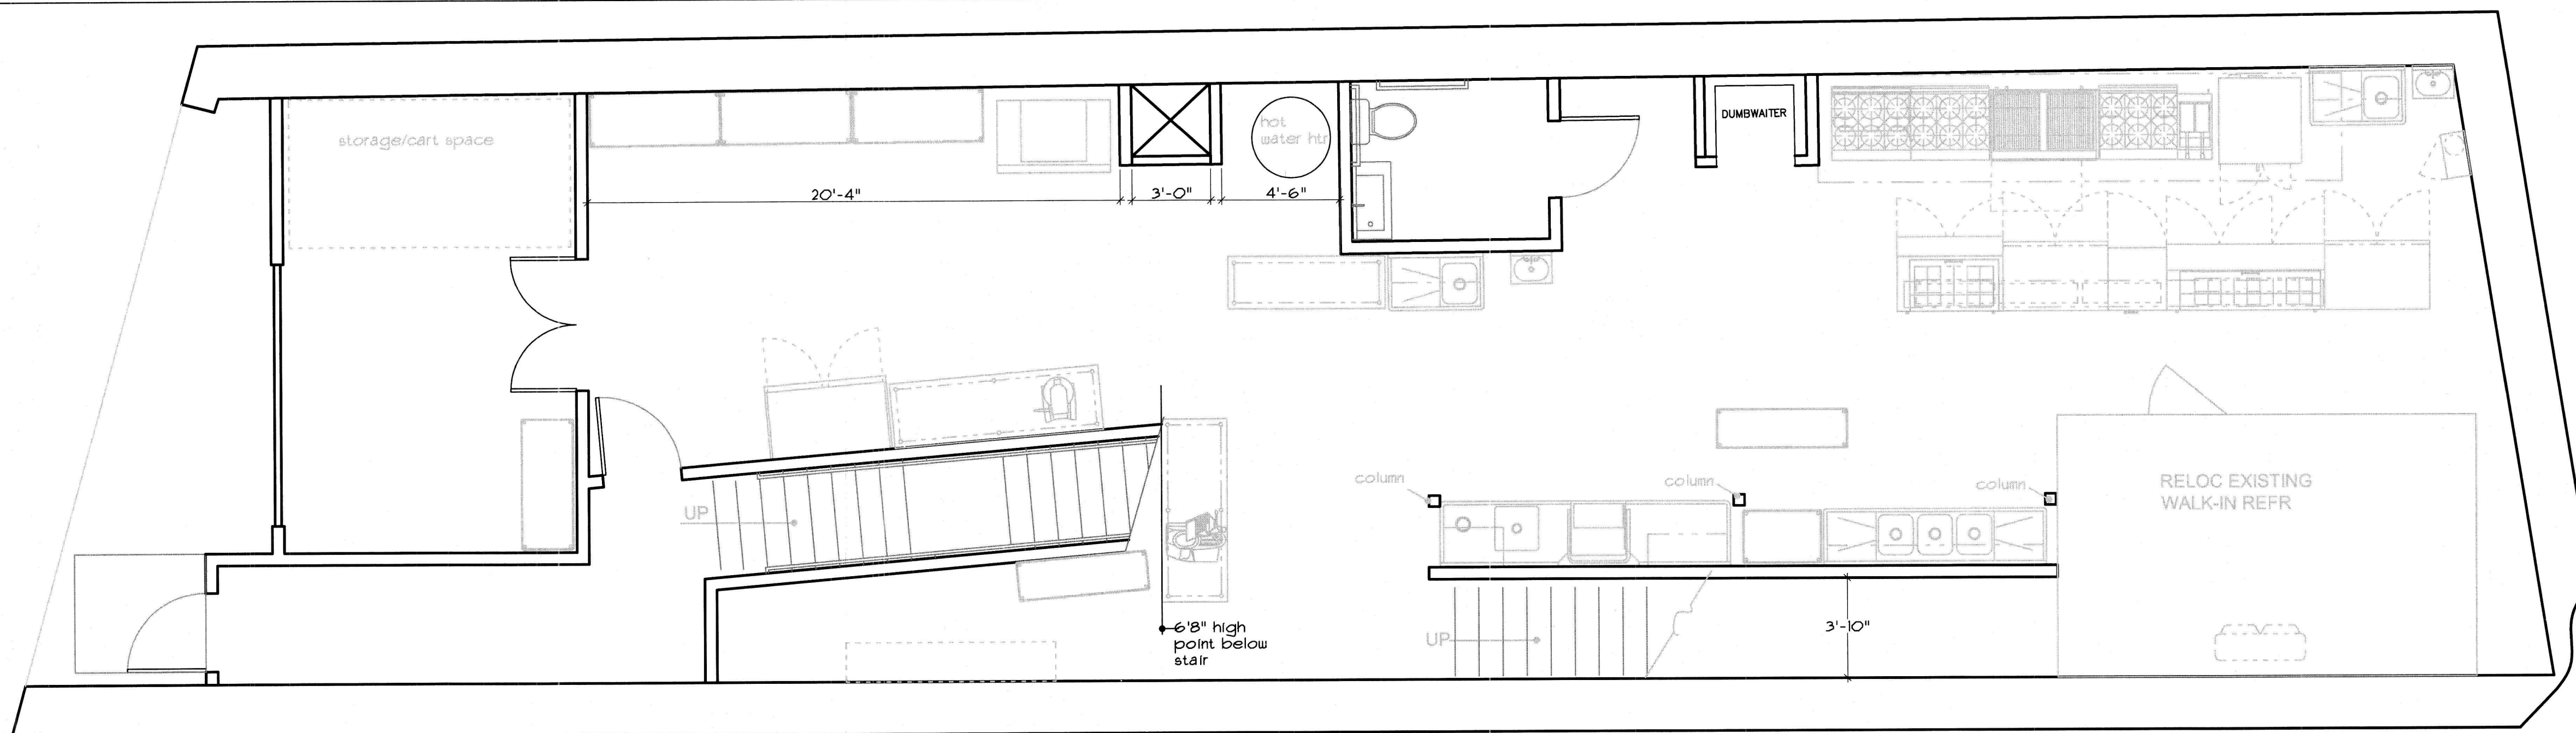 storage/cart space
hot
water htr
DUMBWAITER
20'-4"
3'-0"
4'-6"
column
column
column
RELOC EXISTING
WALK-IN REFR
UP
6'8" high
point below
stair
UP
3'-10"